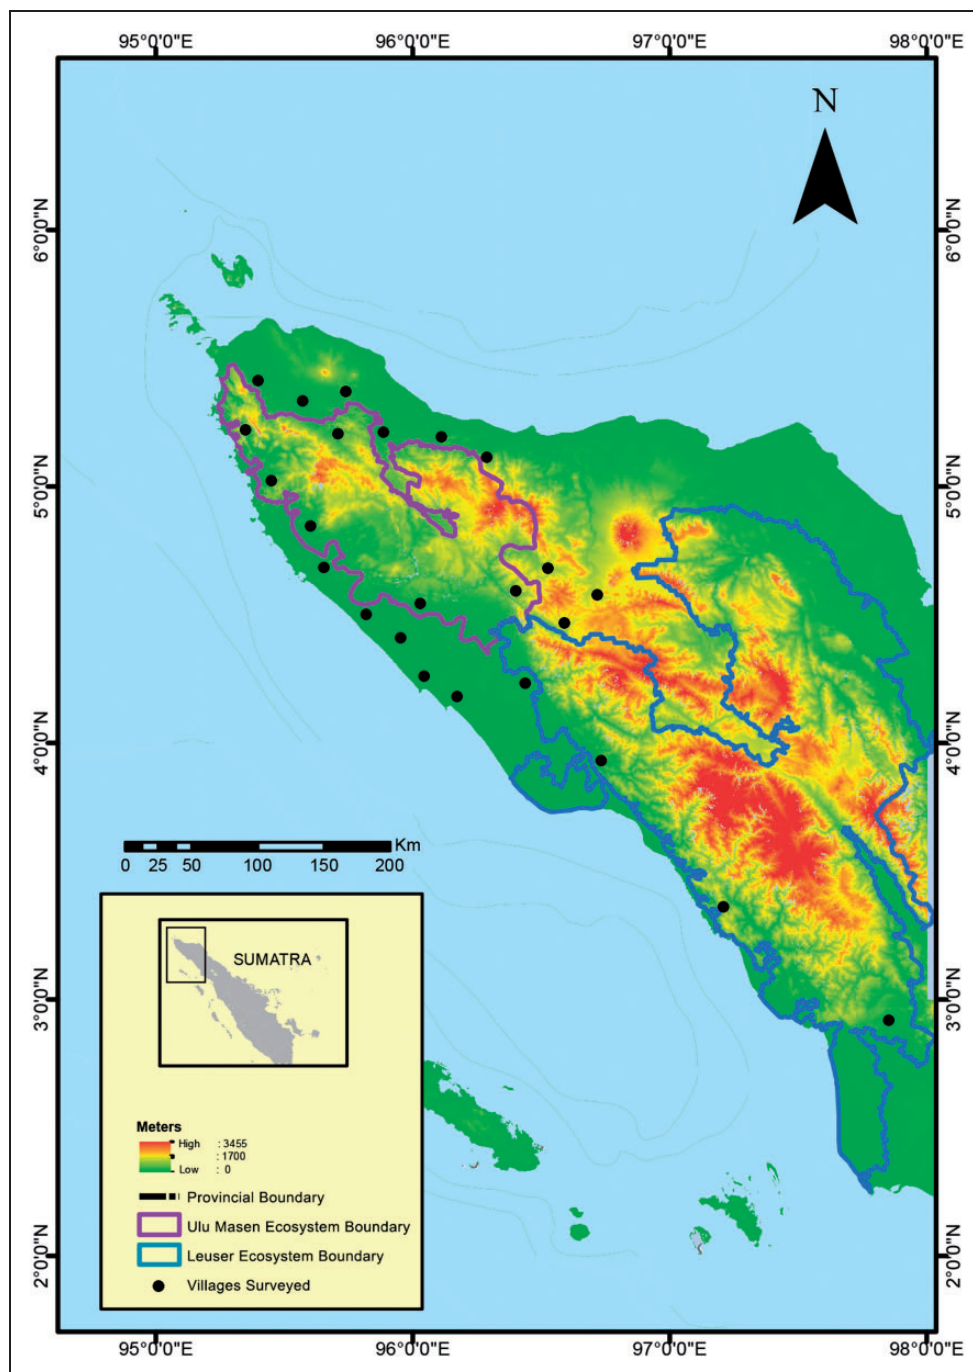 95°0'0"E 96°0'0"E 97°0'0"E 98°0'0"E
N
6°0'0"N 6°0'0"N
5°0'0"N 5°0'0"N
4°0'0"N 4°0'0"N
Km
0 25 50 100 150 200
SUMATRA
3°0'0"N 3°0'0"N
Meters
High : 3455
: 1700
Low : 0
Provincial Boundary
Ulu Masen Ecosystem Boundary
Leuser Ecosystem Boundary
2°0'0"N 2°0'0"N
Villages Surveyed
95°0'0"E 96°0'0"E 97°0'0"E 98°0'0"E